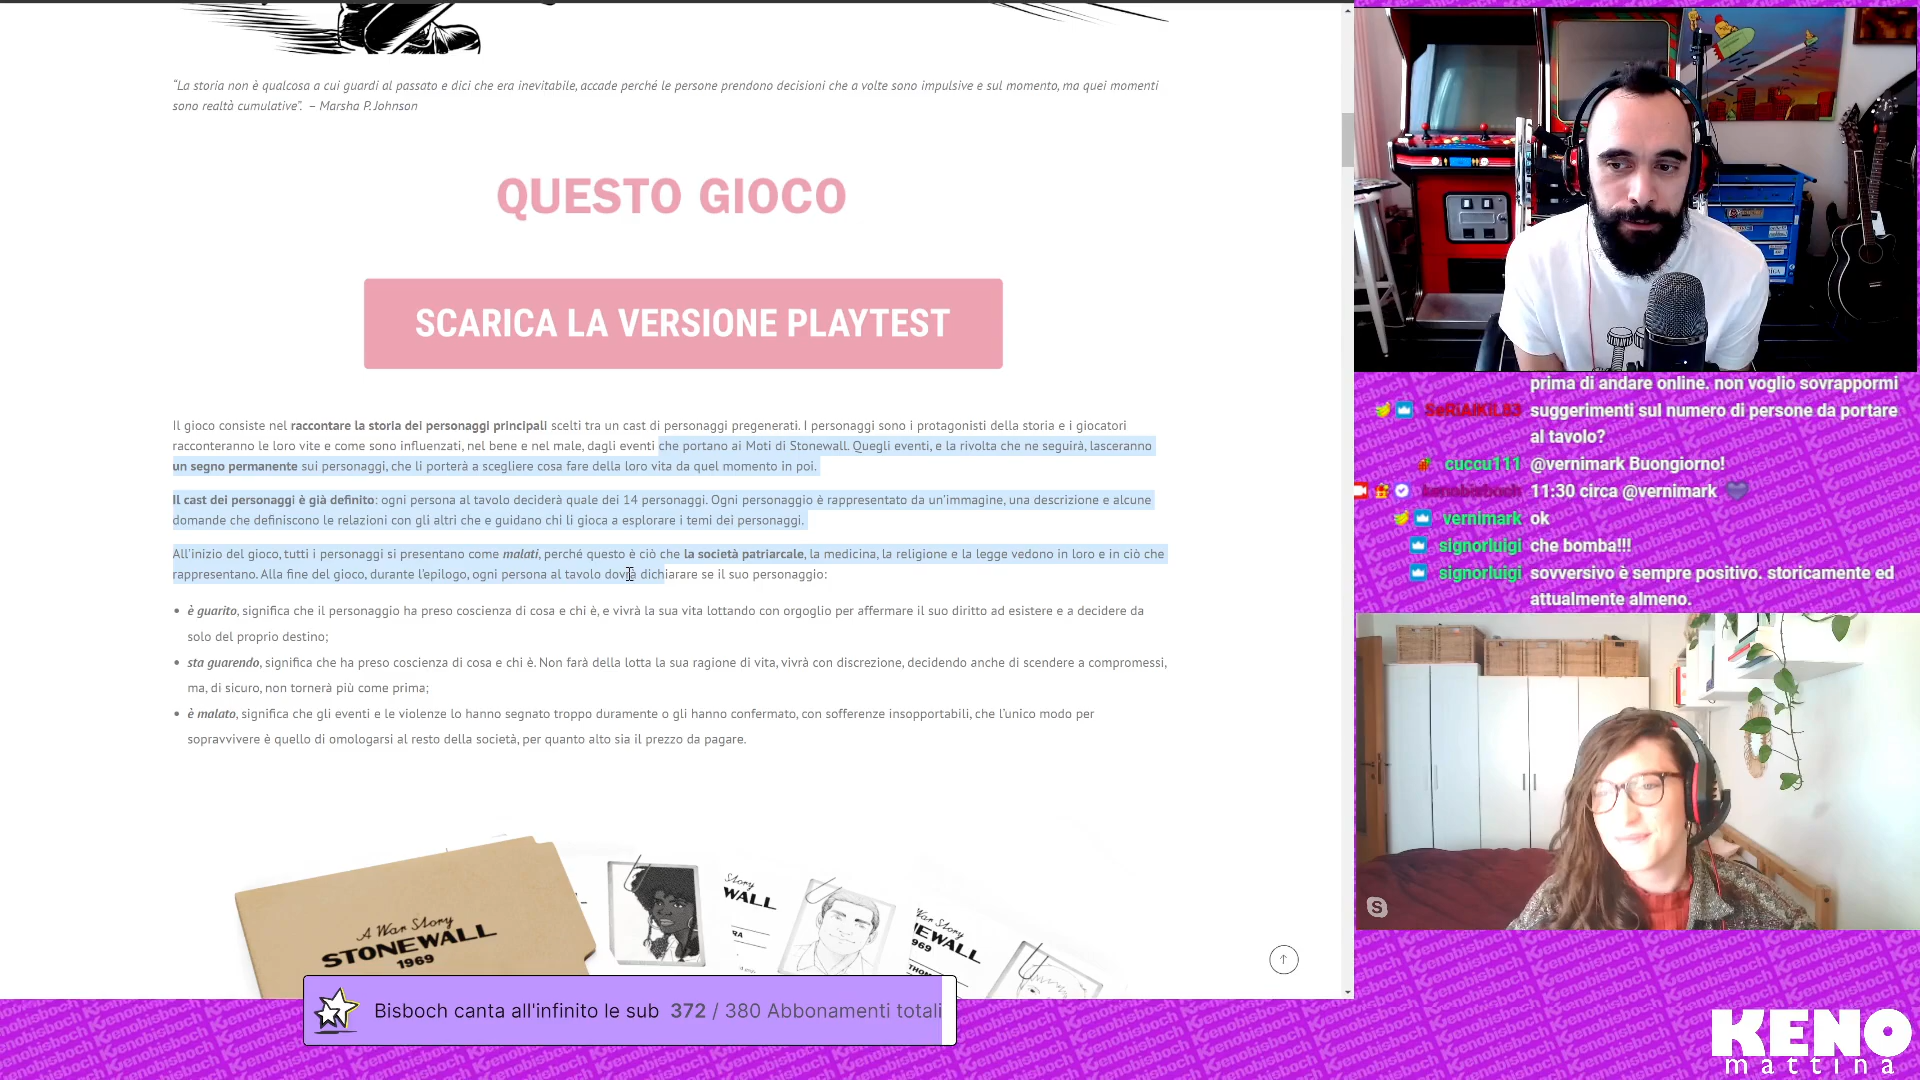 “La storia non è qualcosa a cui guardi al passato e dici che era inevitabile, accade perché le persone prendono decisioni che a volte sono impulsive e sul momento, ma quei momenti
sono realtà cumulative”. – Marsha P. Johnson
QUESTO GIOCO
SCARICA LA VERSIONE PLAYTEST
Il gioco consiste nel raccontare la storia dei personaggi principali scelti tra un cast di personaggi pregenerati. I personaggi sono i protagonisti della storia e i giocatori
racconteranno le loro vite e come sono influenzati, nel bene e nel male, dagli eventi che portano ai Moti di Stonewall. Quegli eventi, e la rivolta che ne seguirà, lasceranno
un segno permanente sui personaggi, che li porterà a scegliere cosa fare della loro vita da quel momento in poi.
Il cast dei personaggi è già definito: ogni persona al tavolo deciderà quale dei 14 personaggi. Ogni personaggio è rappresentato da un’immagine, una descrizione e alcune
domande che definiscono le relazioni con gli altri che e guidano chi li gioca a esplorare i temi dei personaggi.
All’inizio del gioco, tutti i personaggi si presentano come malati, perché questo è ciò che la società patriarcale, la medicina, la religione e la legge vedono in loro e in ciò che
rappresentano. Alla fine del gioco, durante l’epilogo, ogni persona al tavolo dovrà dichiarare se il suo personaggio:
• è guarito, significa che il personaggio ha preso coscienza di cosa e chi è, e vivrà la sua vita lottando con orgoglio per affermare il suo diritto ad esistere e a decidere da
solo del proprio destino;
• sta guarendo, significa che ha preso coscienza di cosa e chi è. Non farà della lotta la sua ragione di vita, vivrà con discrezione, decidendo anche di scendere a compromessi,
ma, di sicuro, non tornerà più come prima;
• è malato, significa che gli eventi e le violenze lo hanno segnato troppo duramente o gli hanno confermato, con sofferenze insopportabili, che l’unico modo per
sopravvivere è quello di omologarsi al resto della società, per quanto alto sia il prezzo da pagare.
A War Story
STONEWALL
1969
Story
WALL
RA
War Story
EWALL
969
THOM
Bisboch canta all'infinito le sub 372 / 380 Abbonamenti totali
prima di andare online. non voglio sovrappormi
SeRiAlKiL83 suggerimenti sul numero di persone da portare
al tavolo?
cuccu111 @vernimark Buongiorno!
kenobisboch 11:30 circa @vernimark
vernimark ok
signorluigi che bomba!!!
signorluigi sovversivo è sempre positivo. storicamente ed
attualmente almeno.
KENO
mattina